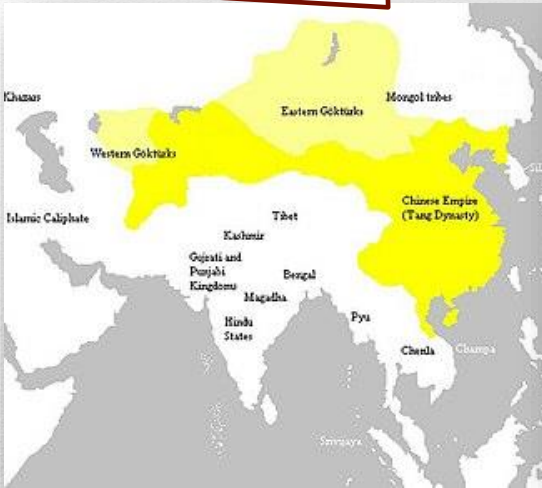 Khazars
Mongol tribes
Eastern Göktürks
Western Göktürks
Chinese Empire
(Tang Dynasty)
Islamic Caliphate
Tibet
Kashmir
Gujrati and
Punjabi
Kingdoms
Bengal
Magadha
Hindu
States
Pyu
Chenla
Champa
Srivijaya